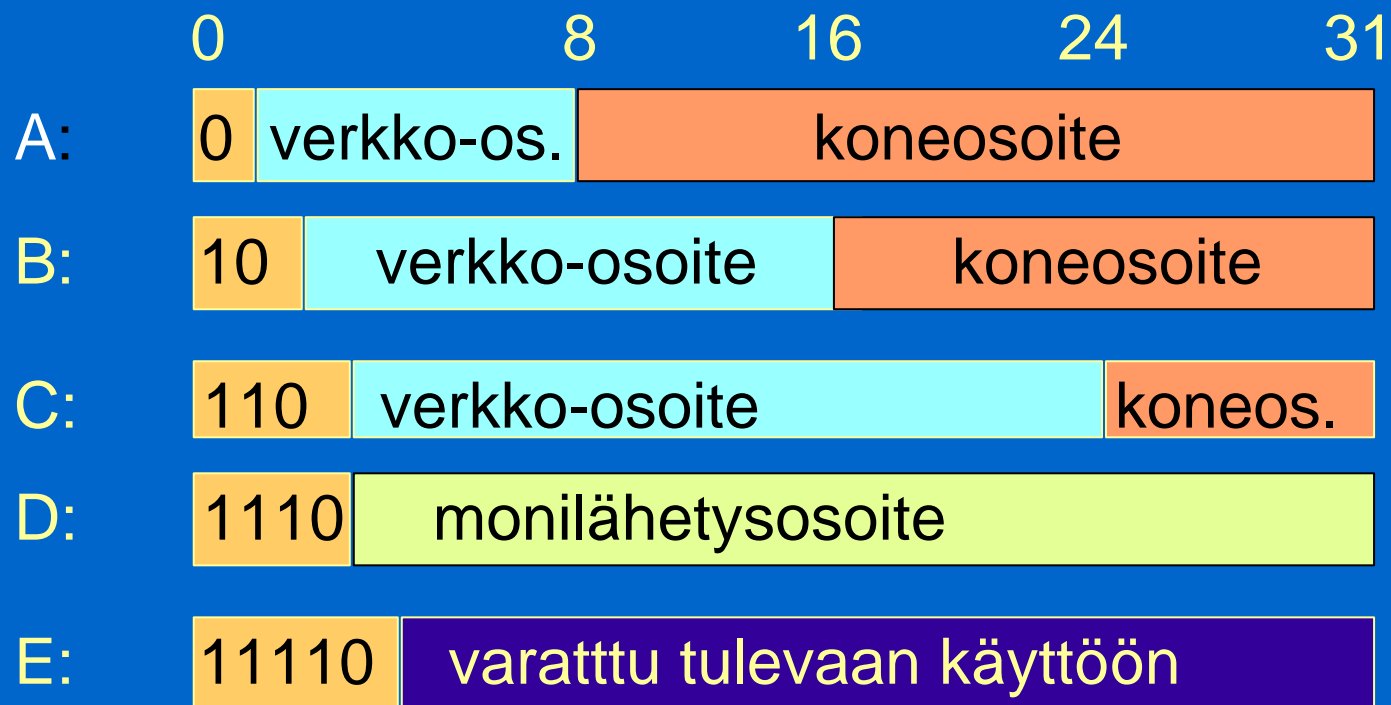 0 8 16 24 31
A: 0 verkko-os. koneosoite
B: 10 verkko-osoite koneosoite
C: 110 verkko-osoite koneos.
D: 1110 monilähetysosoite
E: 11110 varatttu tulevaan käyttöön